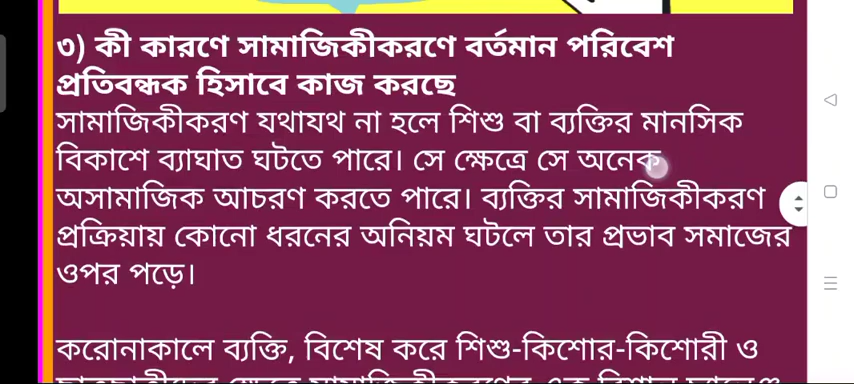 ৩) কী কারণে সামাজিকীকরণে বর্তমান পরিবেশ
প্রতিবন্ধক হিসাবে কাজ করছে
সামাজিকীকরণ যথাযথ না হলে শিশু বা ব্যক্তির মানসিক
বিকাশে ব্যাঘাত ঘটতে পারে। সে ক্ষেত্রে সে অনেক
অসামাজিক আচরণ করতে পারে। ব্যক্তির সামাজিকীকরণ
প্রক্রিয়ায় কোনো ধরনের অনিয়ম ঘটলে তার প্রভাব সমাজের
ওপর পড়ে।
করোনাকালে ব্যক্তি, বিশেষ করে শিশু-কিশোর-কিশোরী ও